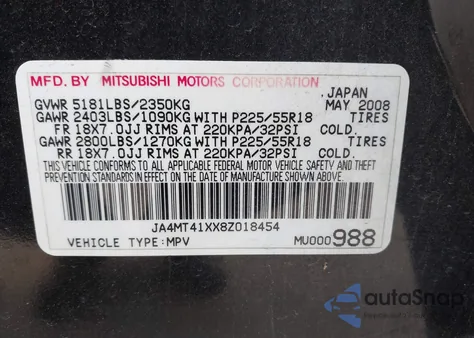 MFD. BY MITSUBISHI MOTORS CORPORATION
JAPAN
GVWR 5181LBS/2350KG MAY 2008
GAWR 2403LBS/1090KG WITH P225/55R18 TIRES
FR 18X7.0JJ RIMS AT 220KPA/32PSI COLD.
GAWR 2800LBS/1270KG WITH P225/55R18 TIRES
RR 18X7.0JJ RIMS AT 220KPA/32PSI COLD.
THIS VEHICLE CONFORMS TO ALL APPLICABLE FEDERAL MOTOR VEHICLE SAFETY AND THEFT PREVENTION STANDARDS IN EFFECT ON THE DATE OF MANUFACTURE SHOWN ABOVE.
JA4MT41XX8Z018454
VEHICLE TYPE:MPV MU000988
autoSnap